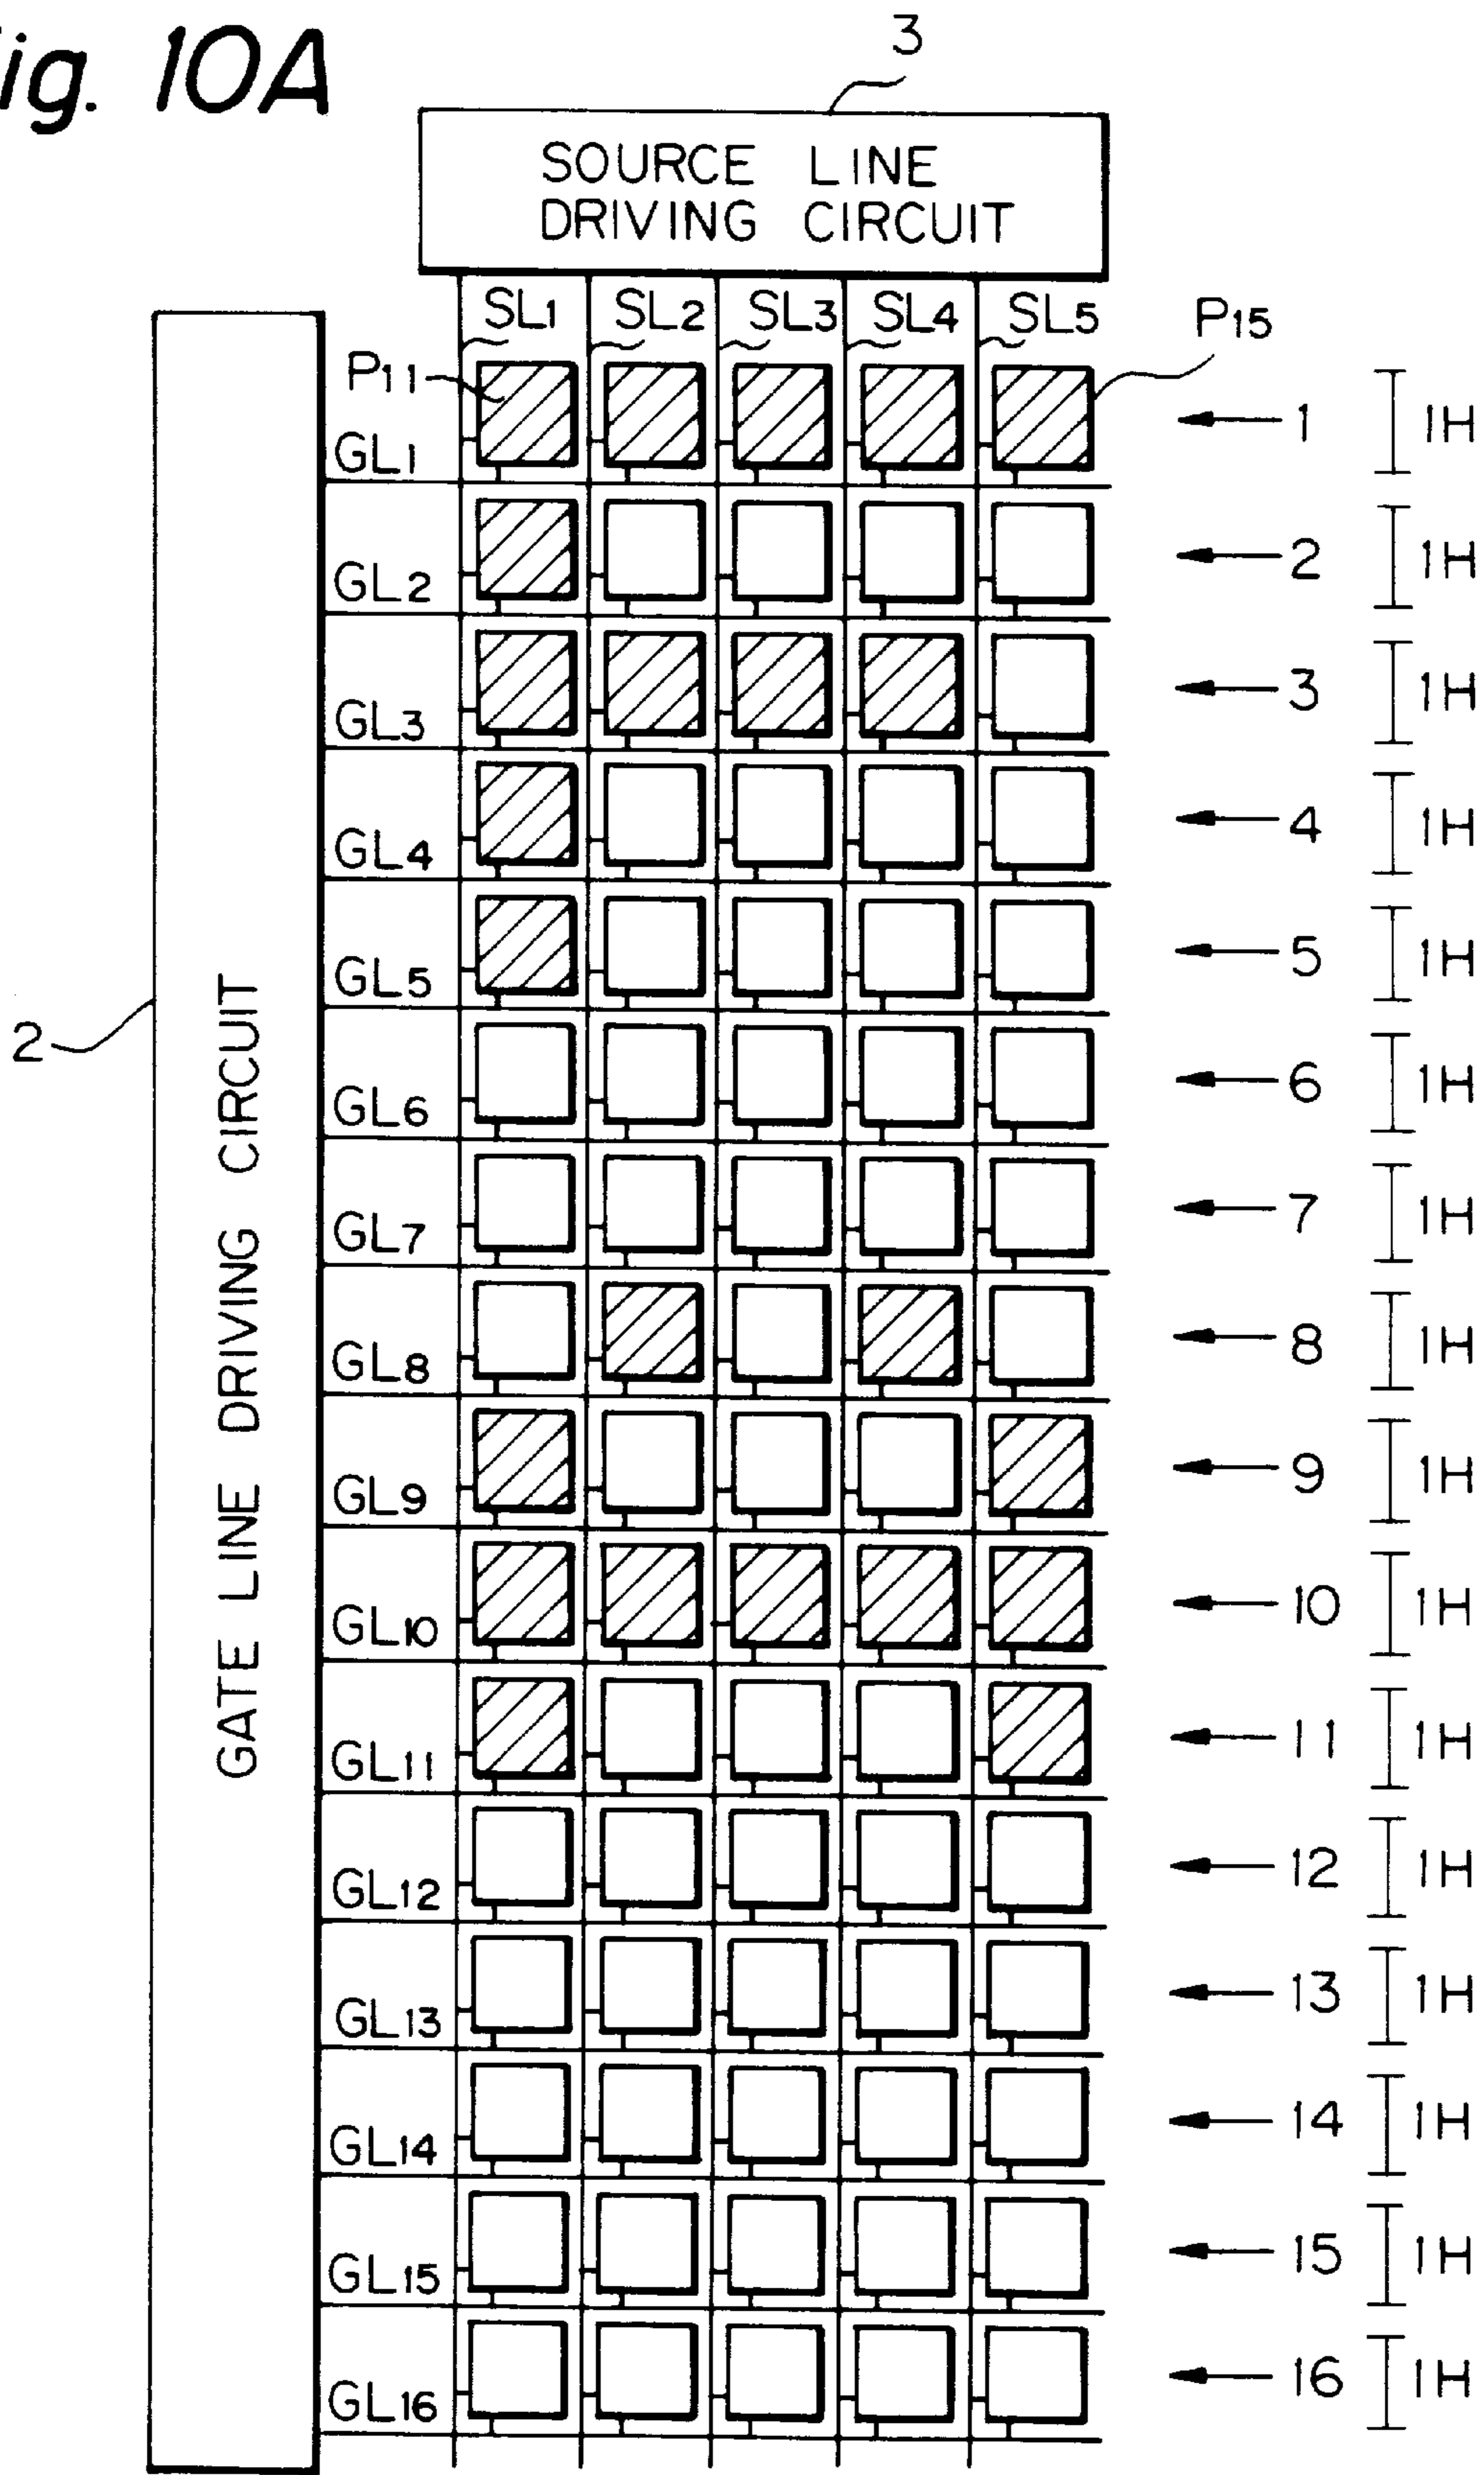 ig. 10A
3
SOURCE LINE
DRIVING CIRCUIT
SL1 SL2 SL3 SL4 SL5 P15
P11
GL1 1 1H
GL2 2 1H
GL3 3 1H
GL4 4 1H
GL5 5 1H
2
GATE LINE DRIVING CIRCUIT
GL6 6 1H
GL7 7 1H
GL8 8 1H
GL9 9 1H
GL10 10 1H
GL11 11 1H
GL12 12 1H
GL13 13 1H
GL14 14 1H
GL15 15 1H
GL16 16 1H